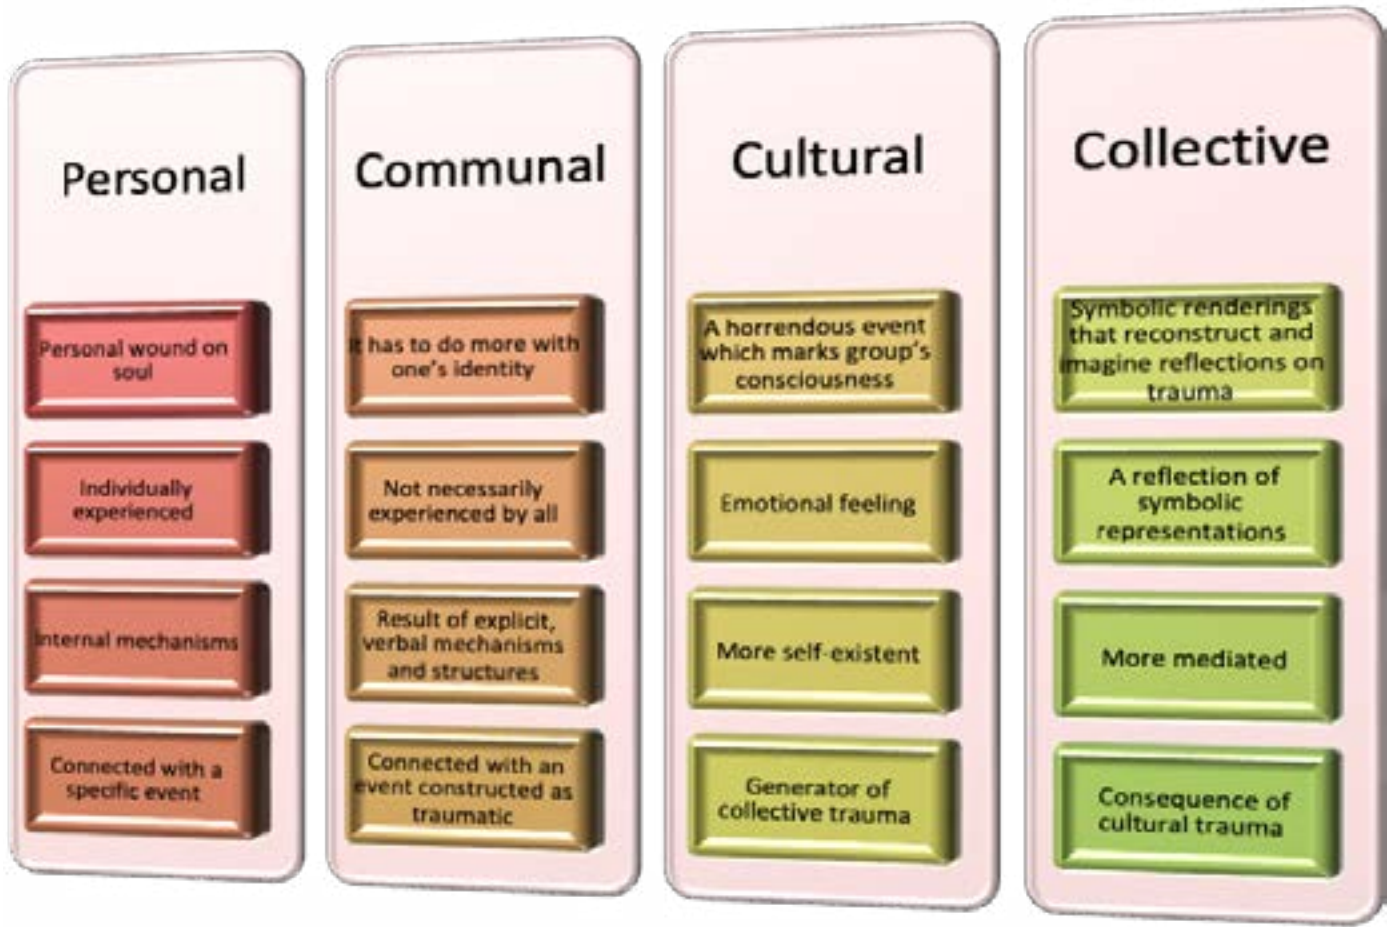 Personal
Personal wound on
soul
Individually
experienced
Internal mechanisms
Connected with a
specific event
Communal
It has to do more with
one's identity
Not necessarily
experienced by all
Result of explicit,
verbal mechanisms
and structures
Connected with an
event constructed as
traumatic
Cultural
A horrendous event
which marks group's
consciousness
Emotional feeling
More self-existent
Generator of
collective trauma
Collective
Symbolic renderings
that reconstruct and
imagine reflections on
trauma
A reflection of
symbolic
representations
More mediated
Consequence of
cultural trauma